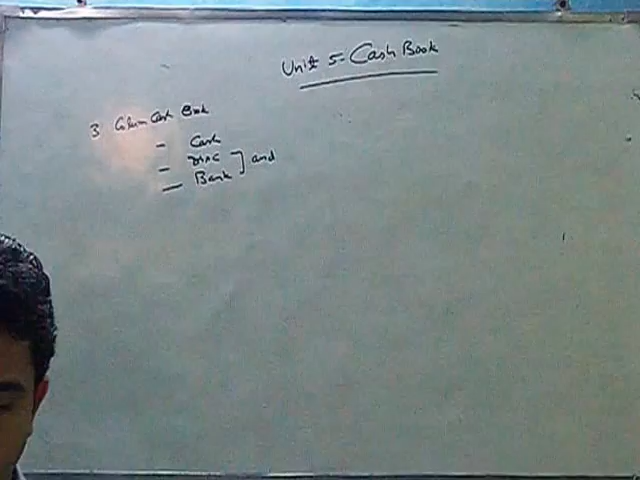 Unit 5- Cash Book
3 Column Cash Book
- Cash
- Disc
- Bank ] and